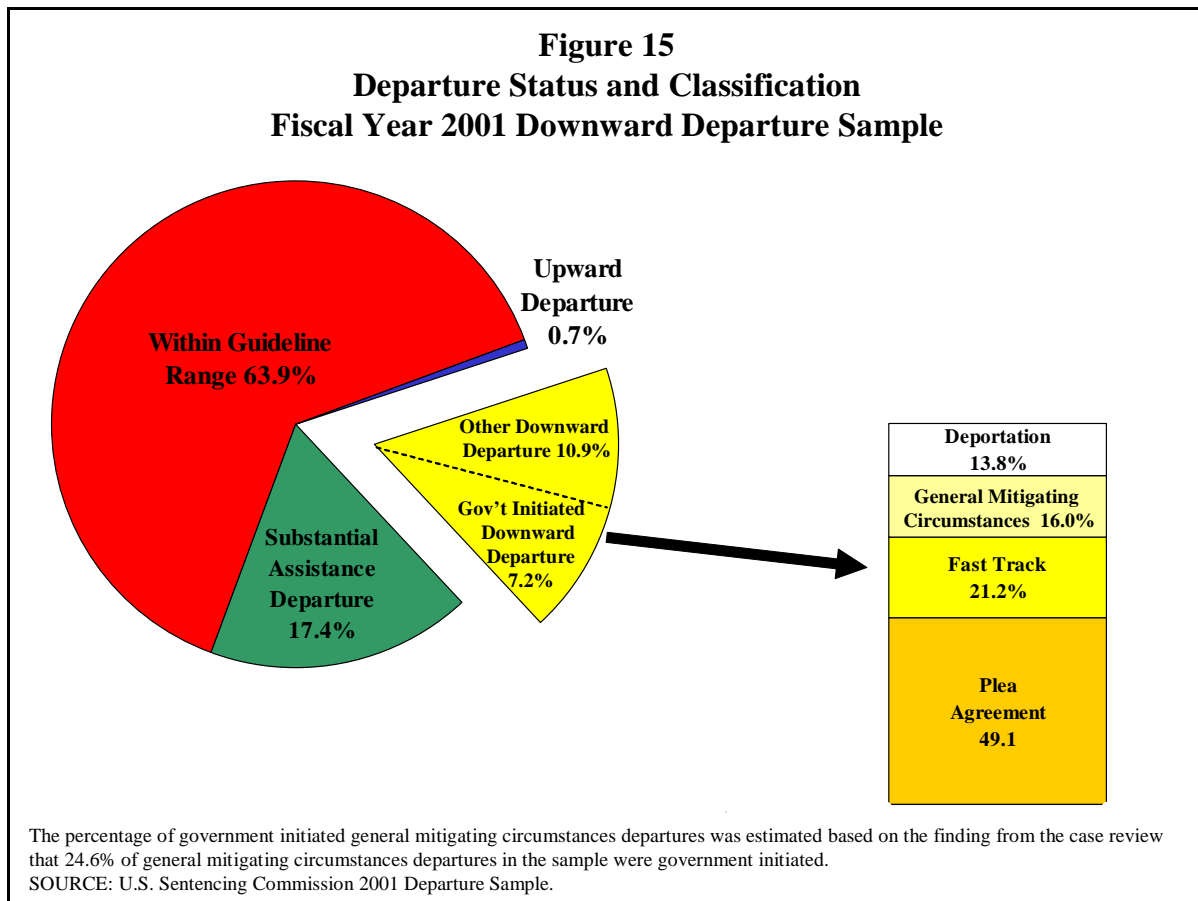 Figure 15
Departure Status and Classification
Fiscal Year 2001 Downward Departure Sample
Upward
Departure
0.7%
Within Guideline
Range 63.9%
Other Downward
Departure 10.9%
Gov't Initiated
Downward
Departure
7.2%
Substantial
Assistance
Departure
17.4%
Deportation
13.8%
General Mitigating
Circumstances 16.0%
Fast Track
21.2%
Plea
Agreement
49.1
The percentage of government initiated general mitigating circumstances departures was estimated based on the finding from the case review
that 24.6% of general mitigating circumstances departures in the sample were government initiated.
SOURCE: U.S. Sentencing Commission 2001 Departure Sample.